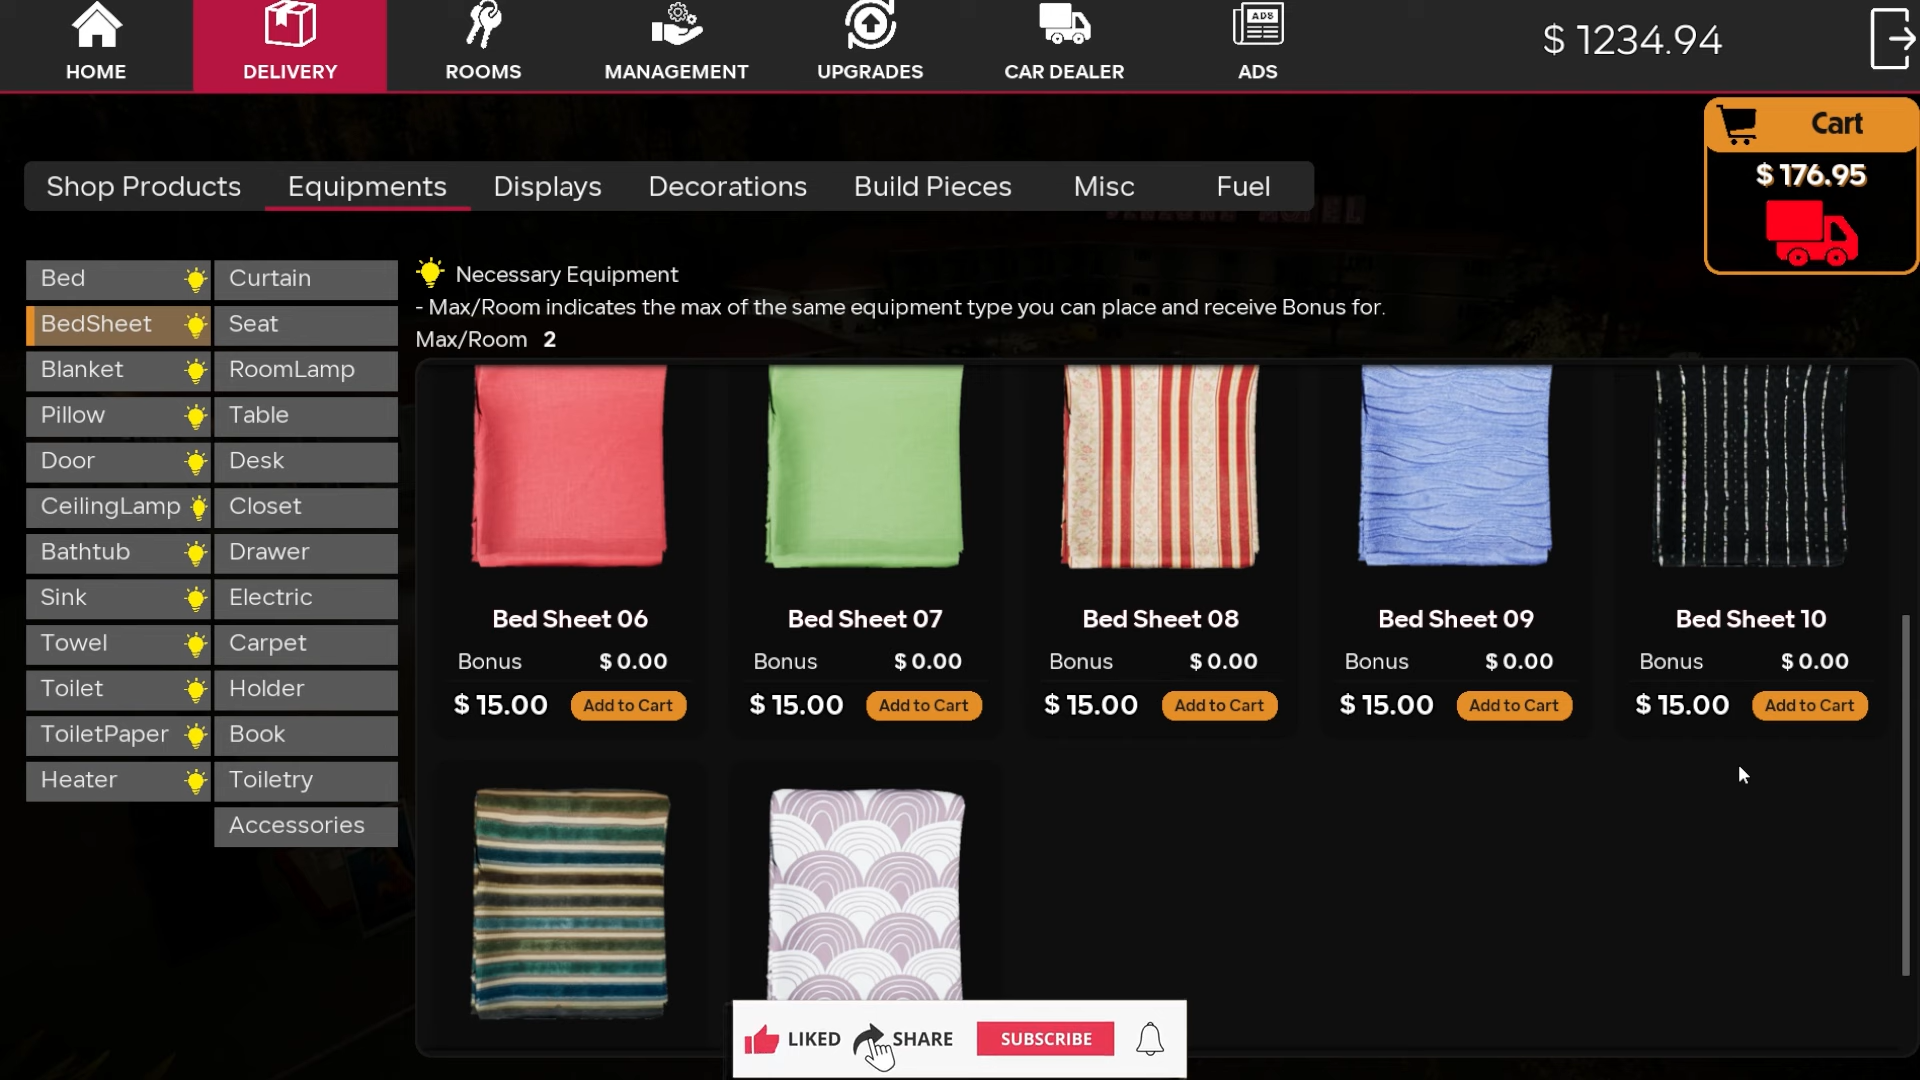 HOME
DELIVERY
ROOMS
MANAGEMENT
UPGRADES
CAR DEALER
ADS
ADS
$ 1234.94
Cart
$ 176.95
Shop Products
Equipments
Displays
Decorations
Build Pieces
Misc
Fuel
Bed
Curtain
BedSheet
Seat
Blanket
RoomLamp
Pillow
Table
Door
Desk
CeilingLamp
Closet
Bathtub
Drawer
Sink
Electric
Towel
Carpet
Toilet
Holder
ToiletPaper
Book
Heater
Toiletry
Accessories
Necessary Equipment
- Max/Room indicates the max of the same equipment type you can place and receive Bonus for.
Max/Room 2
Bed Sheet 06
Bonus $ 0.00
$ 15.00 Add to Cart
Bed Sheet 07
Bonus $ 0.00
$ 15.00 Add to Cart
Bed Sheet 08
Bonus $ 0.00
$ 15.00 Add to Cart
Bed Sheet 09
Bonus $ 0.00
$ 15.00 Add to Cart
Bed Sheet 10
Bonus $ 0.00
$ 15.00 Add to Cart
LIKED SHARE SUBSCRIBE